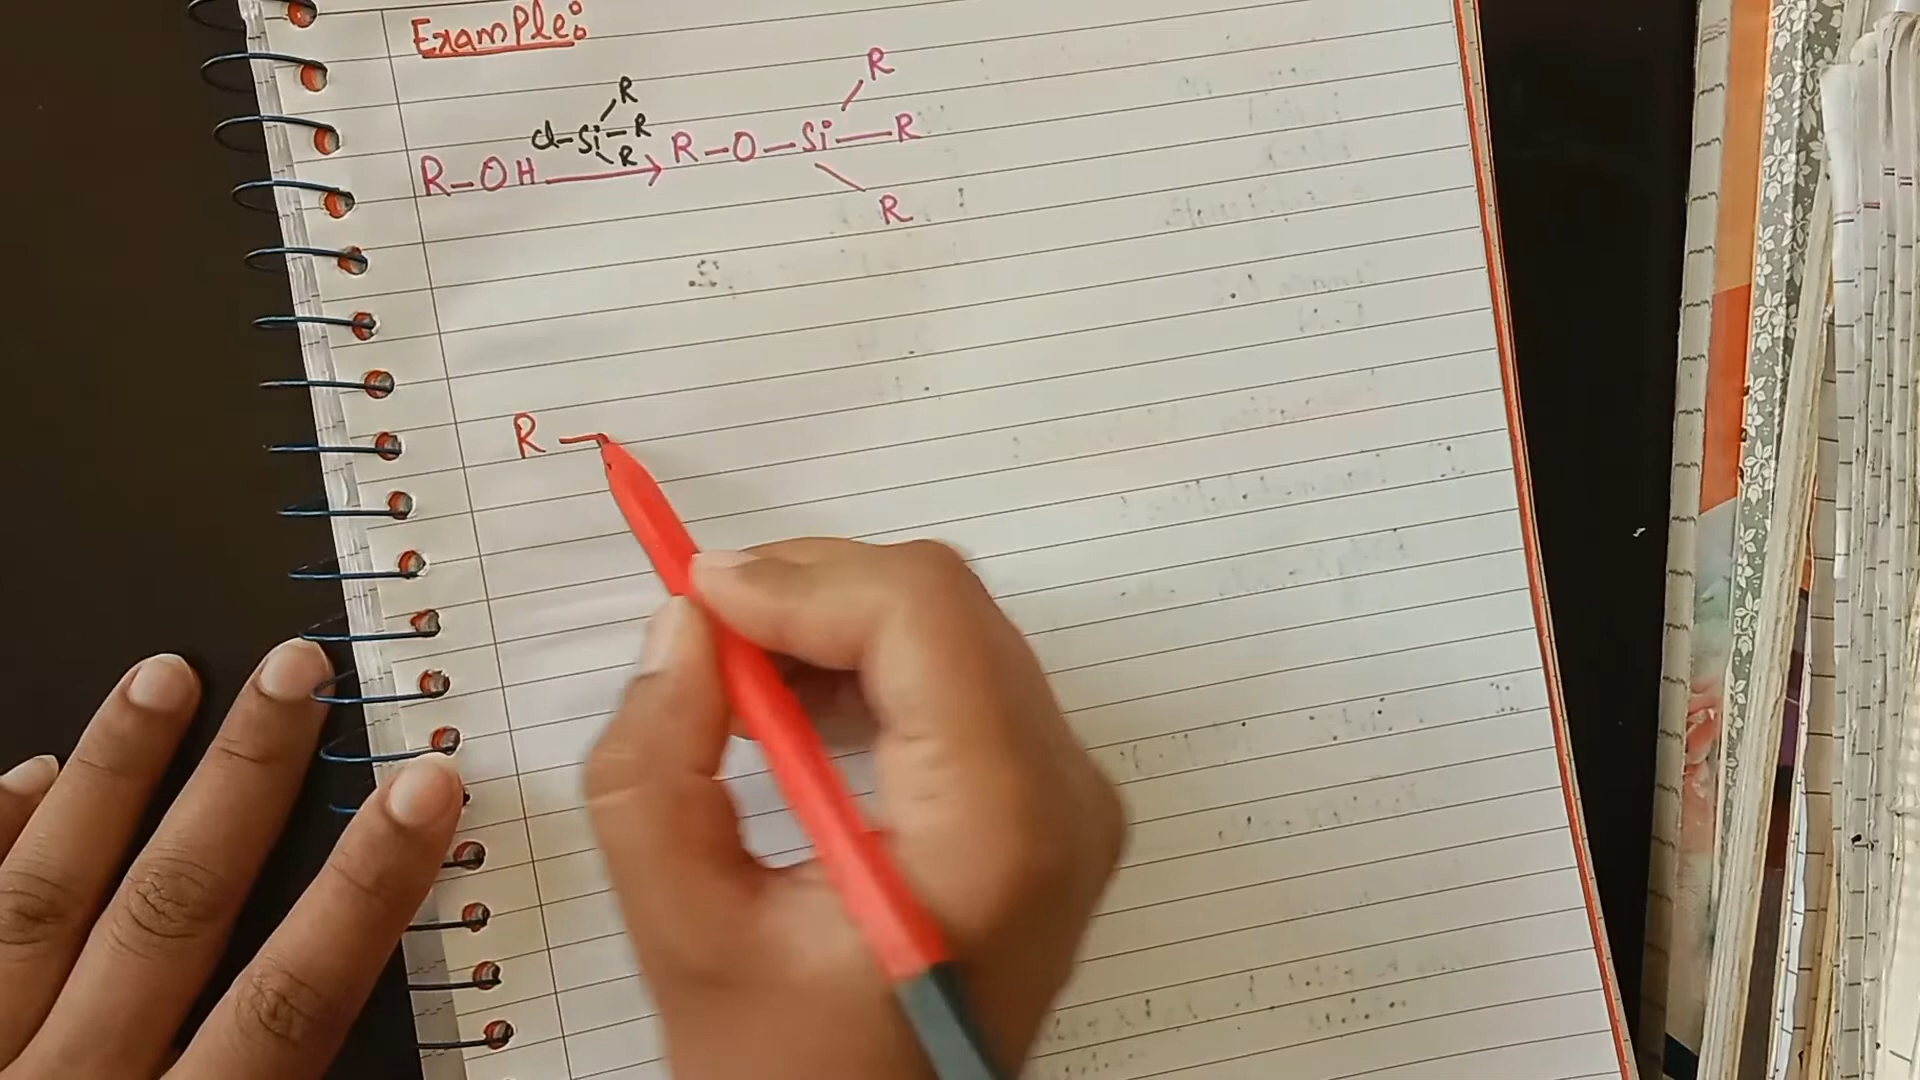 Example:
R
R
Cl-Si-R
R-O-Si-R
R-OH → 
R
R
R-